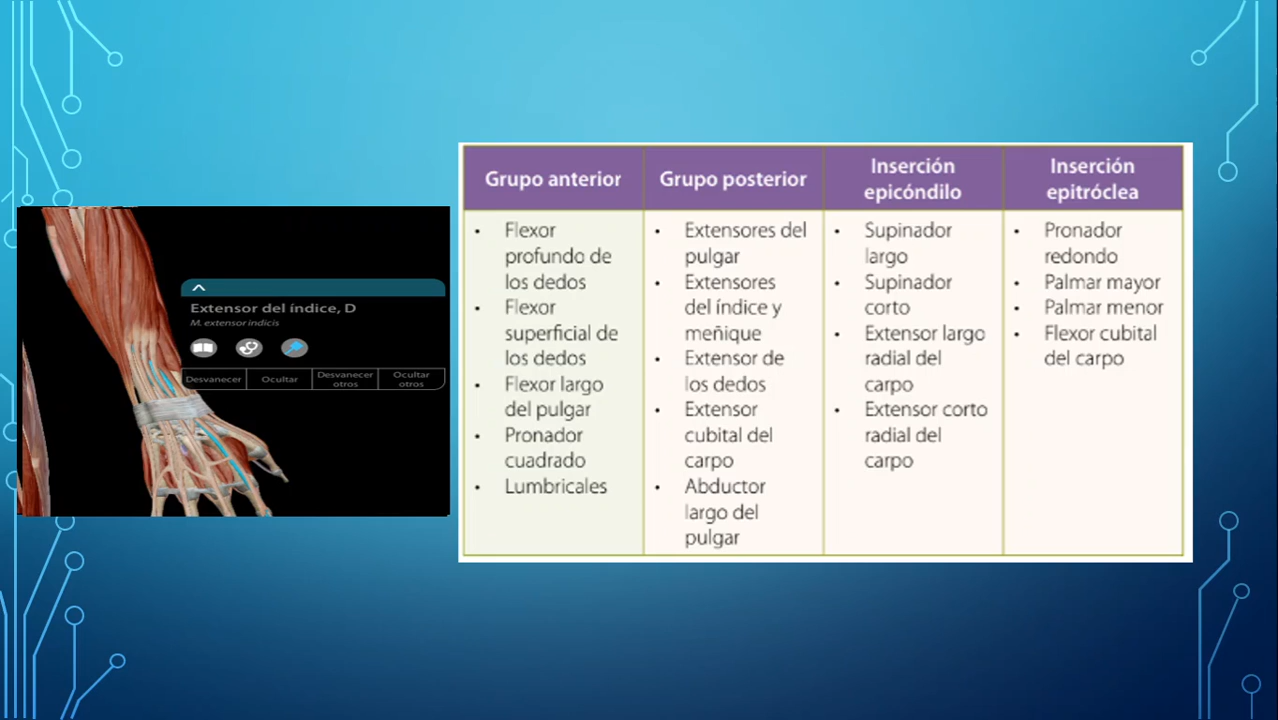 Extensor del índice, D
M. extensor indicis
Desvanecer
Ocultar
Desvanecer
otros
Ocultar
otros
Grupo anterior
Flexor
profundo de
los dedos
Flexor
superficial de
los dedos
Flexor largo
del pulgar
Pronador
cuadrado
Lumbricales
Grupo posterior
Extensores del
pulgar
Extensores
del índice y
meñique
Extensor de
los dedos
Extensor
cubital del
carpo
Abductor
largo del
pulgar
Inserción
epicóndilo
Supinador
largo
Supinador
corto
Extensor largo
radial del
carpo
Extensor corto
radial del
carpo
Inserción
epitróclea
Pronador
redondo
Palmar mayor
Palmar menor
Flexor cubital
del carpo